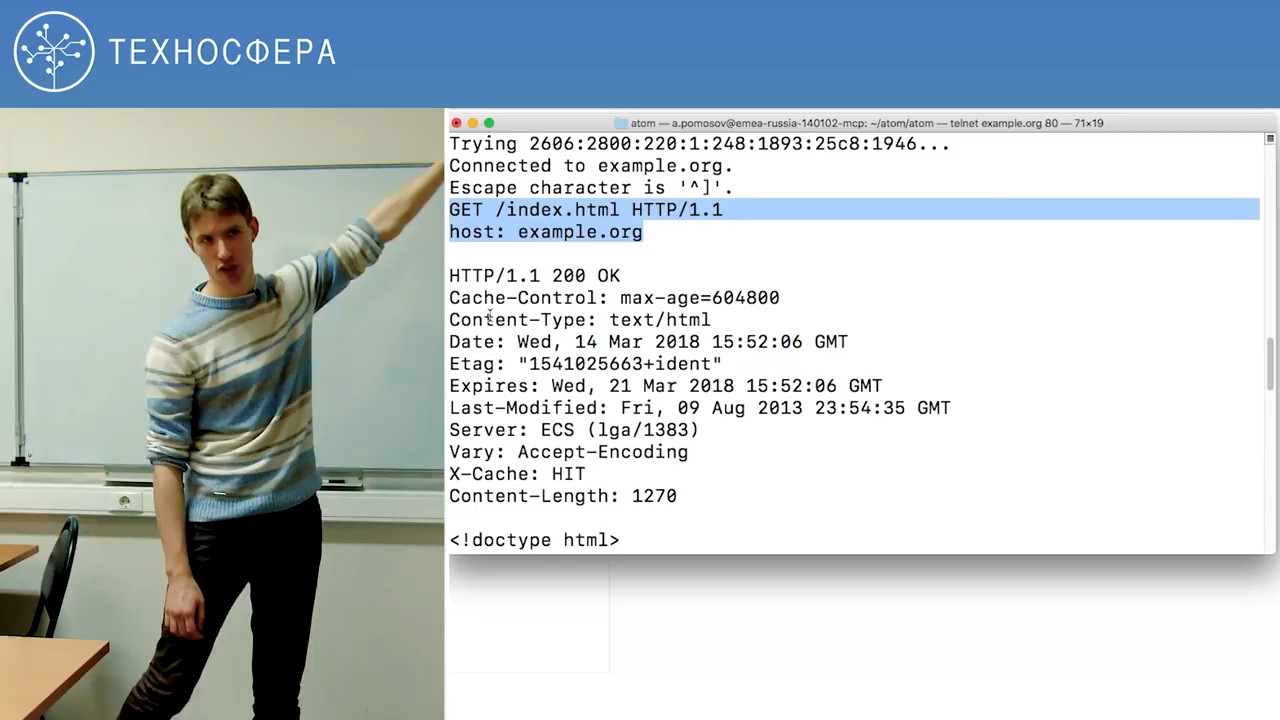 ТЕХНОСФЕРА
atom — a.pomosov@emea-russia-140102-mcp: ~/atom/atom — telnet example.org 80 — 71×19
Trying 2606:2800:220:1:248:1893:25c8:1946...
Connected to example.org.
Escape character is '^]'.
GET /index.html HTTP/1.1
host: example.org
HTTP/1.1 200 OK
Cache-Control: max-age=604800
Content-Type: text/html
Date: Wed, 14 Mar 2018 15:52:06 GMT
Etag: "1541025663+ident"
Expires: Wed, 21 Mar 2018 15:52:06 GMT
Last-Modified: Fri, 09 Aug 2013 23:54:35 GMT
Server: ECS (lga/1383)
Vary: Accept-Encoding
X-Cache: HIT
Content-Length: 1270
<!doctype html>